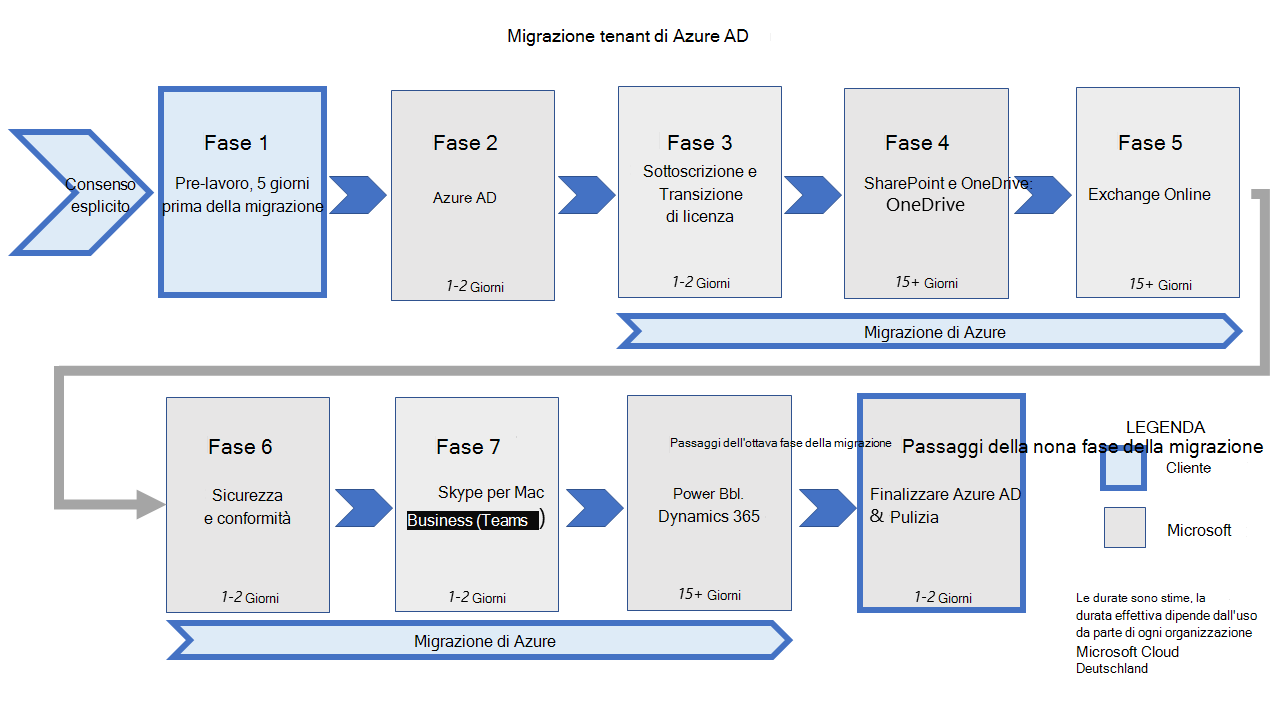 Migrazione tenant di Azure AD
Consenso
esplicito
Fase 1
Pre-lavoro, 5 giorni
prima della migrazione
Fase 2
Azure AD
1-2 Giorni
Fase 3
Sottoscrizione e
Transizione
di licenza
1-2 Giorni
Fase 4
SharePoint e OneDrive:
OneDrive
15+ Giorni
Fase 5
Exchange Online
15+ Giorni
Migrazione di Azure
Fase 6
Sicurezza
e conformità
1-2 Giorni
Fase 7
Skype per Mac
Business (Teams )
1-2 Giorni
Passaggi dell'ottava fase della migrazione
Power Bbl.
Dynamics 365
15+ Giorni
Passaggi della nona fase della migrazione
Finalizzare Azure AD
& Pulizia
1-2 Giorni
Migrazione di Azure
LEGENDA
Cliente
Microsoft
Le durate sono stime, la
durata effettiva dipende dall'uso
da parte di ogni organizzazione
Microsoft Cloud
Deutschland